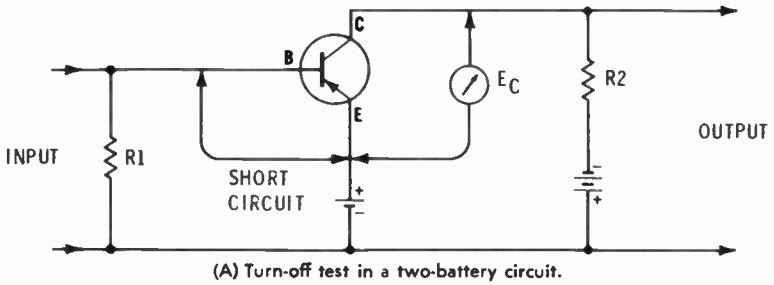 C
B
E C
R2
E
INPUT
R1
OUTPUT
SHORT
CIRCUIT
+
-
-
+
(A) Turn-off test in a two-battery circuit.